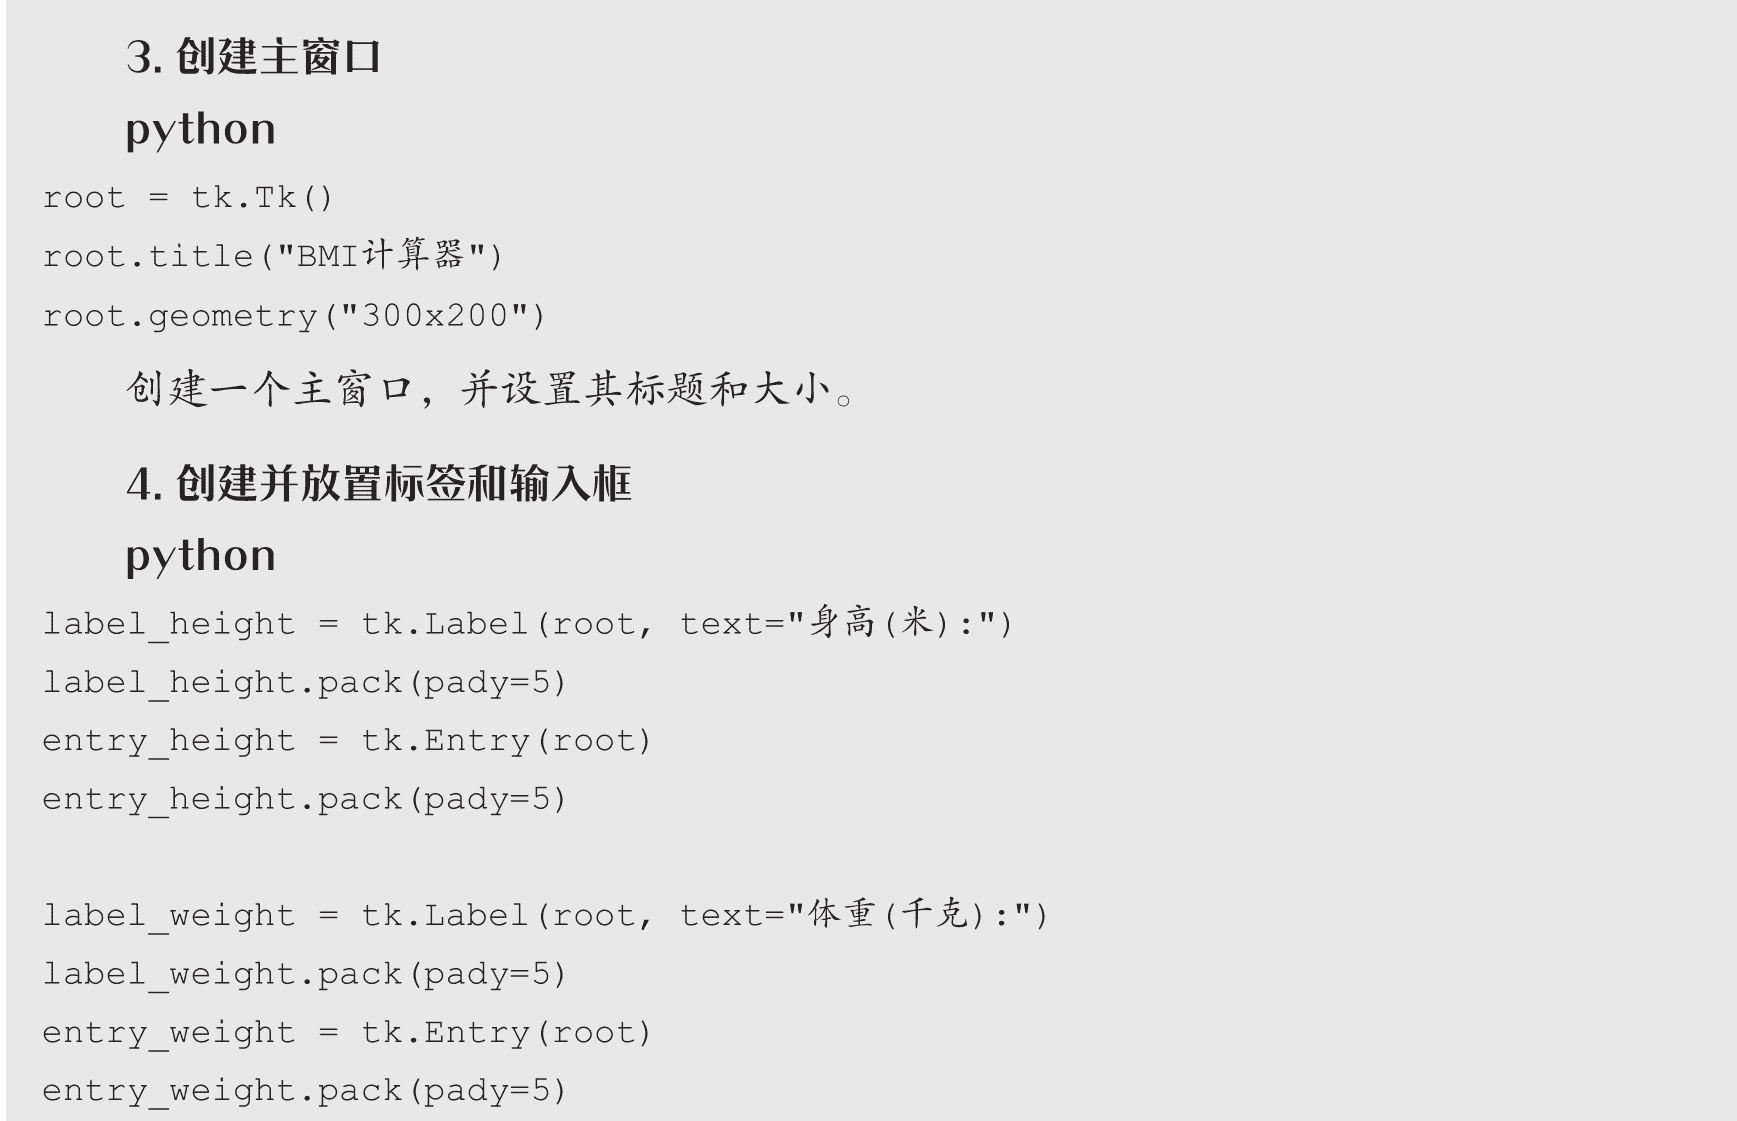 3. 创建主窗口
python
root = tk.Tk()
root.title("BMI计算器")
root.geometry("300x200")
创建一个主窗口，并设置其标题和大小。
4. 创建并放置标签和输入框
python
label_height = tk.Label(root, text="身高(米):")
label_height.pack(pady=5)
entry_height = tk.Entry(root)
entry_height.pack(pady=5)
label_weight = tk.Label(root, text="体重(千克):")
label_weight.pack(pady=5)
entry_weight = tk.Entry(root)
entry_weight.pack(pady=5)